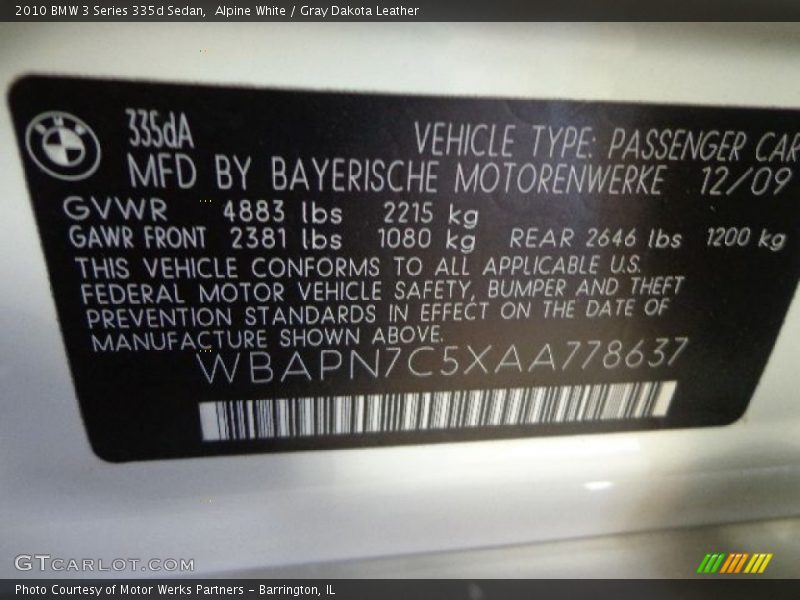 2010 BMW 3 Series 335d Sedan,  Alpine White / Gray Dakota Leather
BMW
335dA
VEHICLE TYPE: PASSENGER CAR
MFD BY BAYERISCHE MOTORENWERKE 12/09
GVWR 4883 lbs 2215 kg
GAWR FRONT 2381 lbs 1080 kg REAR 2646 lbs 1200 kg
THIS VEHICLE CONFORMS TO ALL APPLICABLE U.S.
FEDERAL MOTOR VEHICLE SAFETY, BUMPER AND THEFT
PREVENTION STANDARDS IN EFFECT ON THE DATE OF
MANUFACTURE SHOWN ABOVE.
WBAPN7C5XAA778637
GTCARLOT.COM
Photo Courtesy of Motor Werks Partners - Barrington, IL